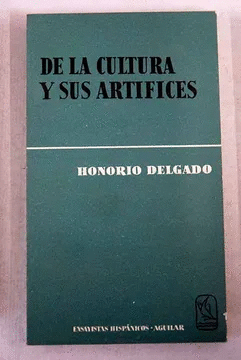 DE LA CULTURA
Y SUS ARTIFICES
HONORIO DELGADO
ENSAYISTAS HISPÁNICOS · AGUILAR